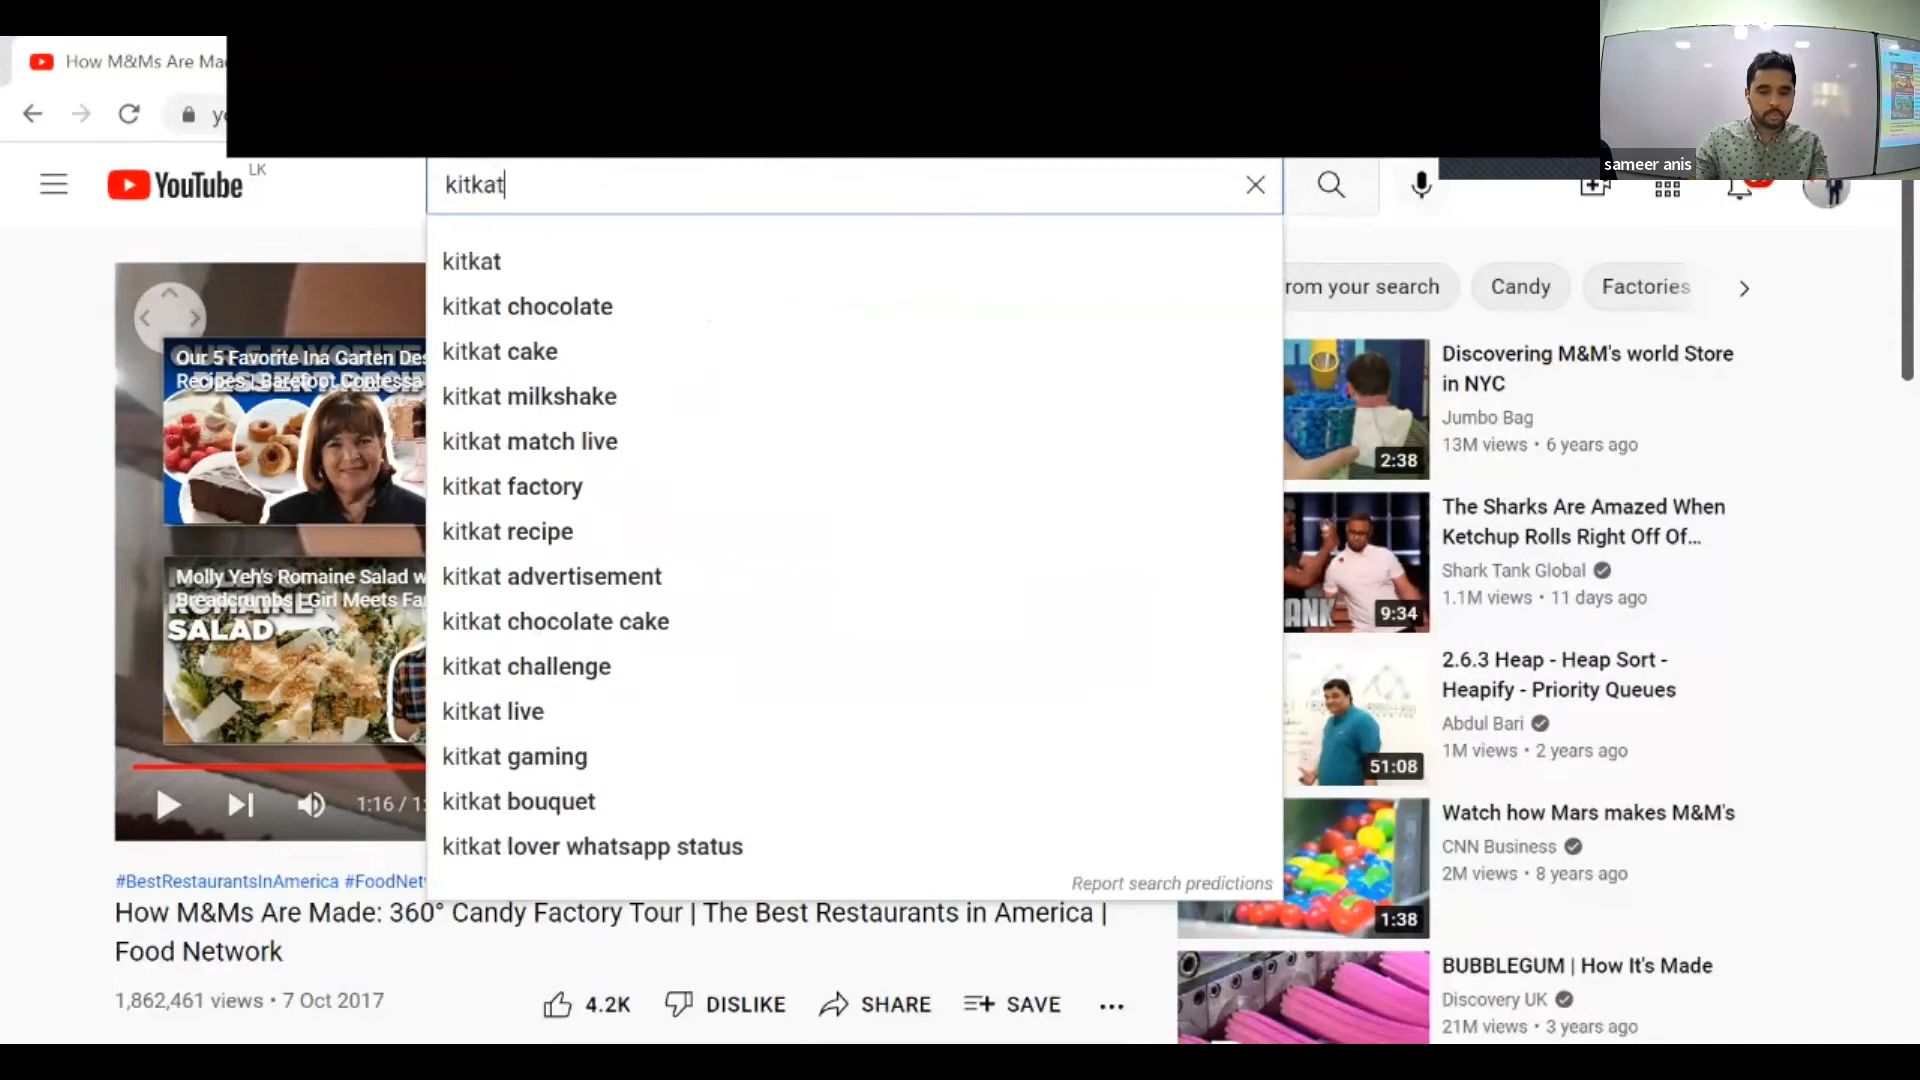 How M&Ms Are Ma
sameer anis
YouTube LK
kitkat
kitkat
kitkat chocolate
kitkat cake
kitkat milkshake
kitkat match live
kitkat factory
kitkat recipe
kitkat advertisement
kitkat chocolate cake
kitkat challenge
kitkat live
kitkat gaming
kitkat bouquet
kitkat lover whatsapp status
Report search predictions
rom your search
Candy
Factories
Our 5 Favorite Ina Garten Des
Recipes | Barefoot Contessa
Molly Yeh's Romaine Salad w
Breadcrumbs | Girl Meets Fa
ROMAINE
SALAD
1:16 / 1:
#BestRestaurantsInAmerica #FoodNet
How M&Ms Are Made: 360° Candy Factory Tour | The Best Restaurants in America |
Food Network
1,862,461 views • 7 Oct 2017
4.2K
DISLIKE
SHARE
SAVE
2:38
Discovering M&M's world Store
in NYC
Jumbo Bag
13M views • 6 years ago
9:34
The Sharks Are Amazed When
Ketchup Rolls Right Off Of...
Shark Tank Global
1.1M views • 11 days ago
51:08
2.6.3 Heap - Heap Sort -
Heapify - Priority Queues
Abdul Bari
1M views • 2 years ago
1:38
Watch how Mars makes M&M's
CNN Business
2M views • 8 years ago
BUBBLEGUM | How It's Made
Discovery UK
21M views • 3 years ago